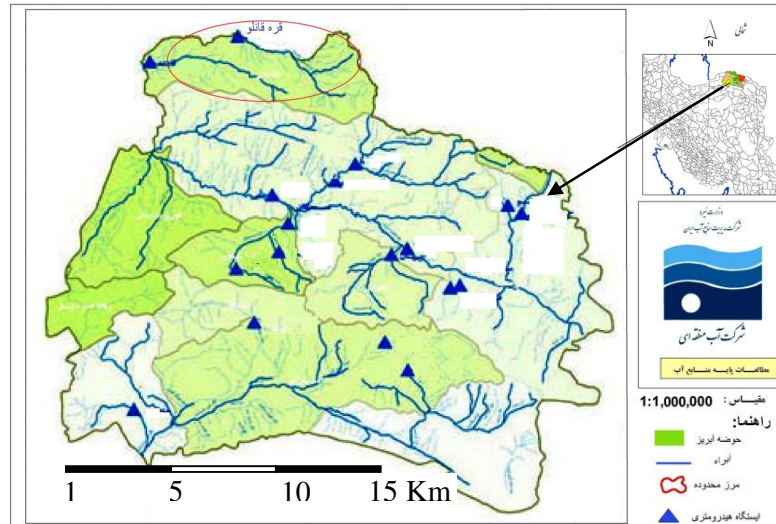 قره قانلو
شمالی
N
وزارت نیرو
شرکت مدیریت منابع آب ایران
شرکت آب منطقه ای
مطالعات پایه منابع آب
مقیاس : 1:1,000,000
راهنما:
حوضه آبریز
آبراه
مرز محدوده
ایستگاه هیدرومتری
1 5 10 15 Km